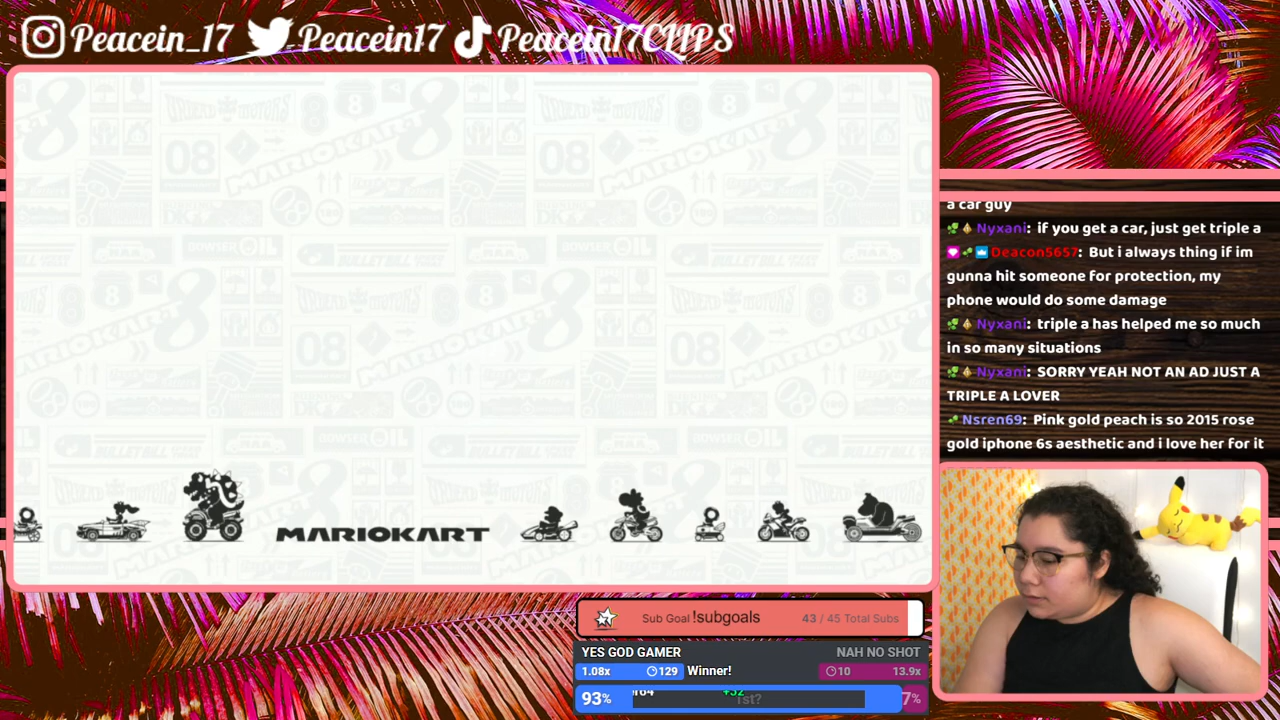 Peacein_17 Peacein17 Peacein17ClIPS
MARIOKART
a car guy
Nyxani: if you get a car, just get triple a
Deacon5657: But i always thing if im
gunna hit someone for protection, my
phone would do some damage
Nyxani: triple a has helped me so much
in so many situations
Nyxani: SORRY YEAH NOT AN AD JUST A
TRIPLE A LOVER
Nsren69: Pink gold peach is so 2015 rose
gold iphone 6s aesthetic and i love her for it
Sub Goal !subgoals 43 / 45 Total Subs
YES GOD GAMER NAH NO SHOT
1.08x 129 Winner! 10 13.9x
93% +32 1st? 7%